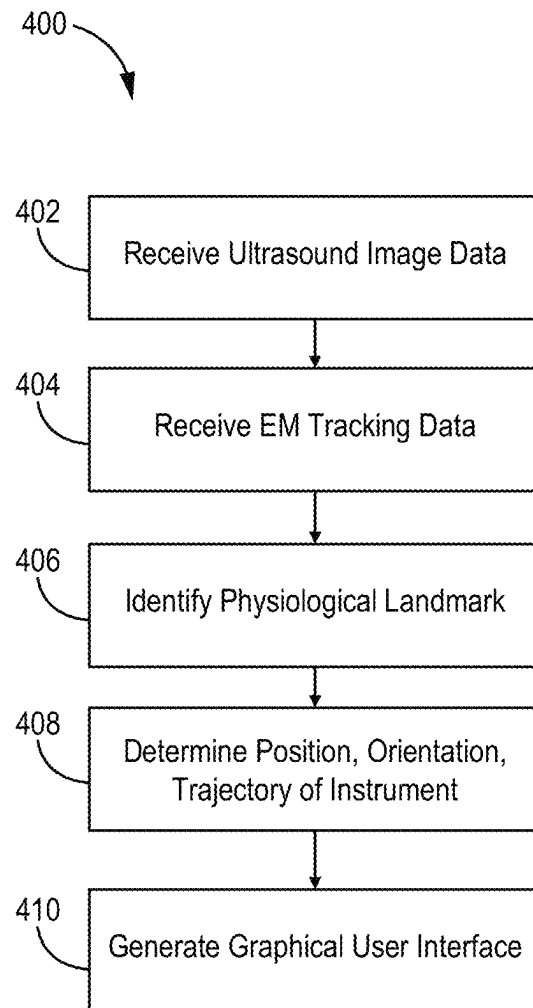 400
402
Receive Ultrasound Image Data
404
Receive EM Tracking Data
406
Identify Physiological Landmark
408
Determine Position, Orientation,
Trajectory of Instrument
410
Generate Graphical User Interface